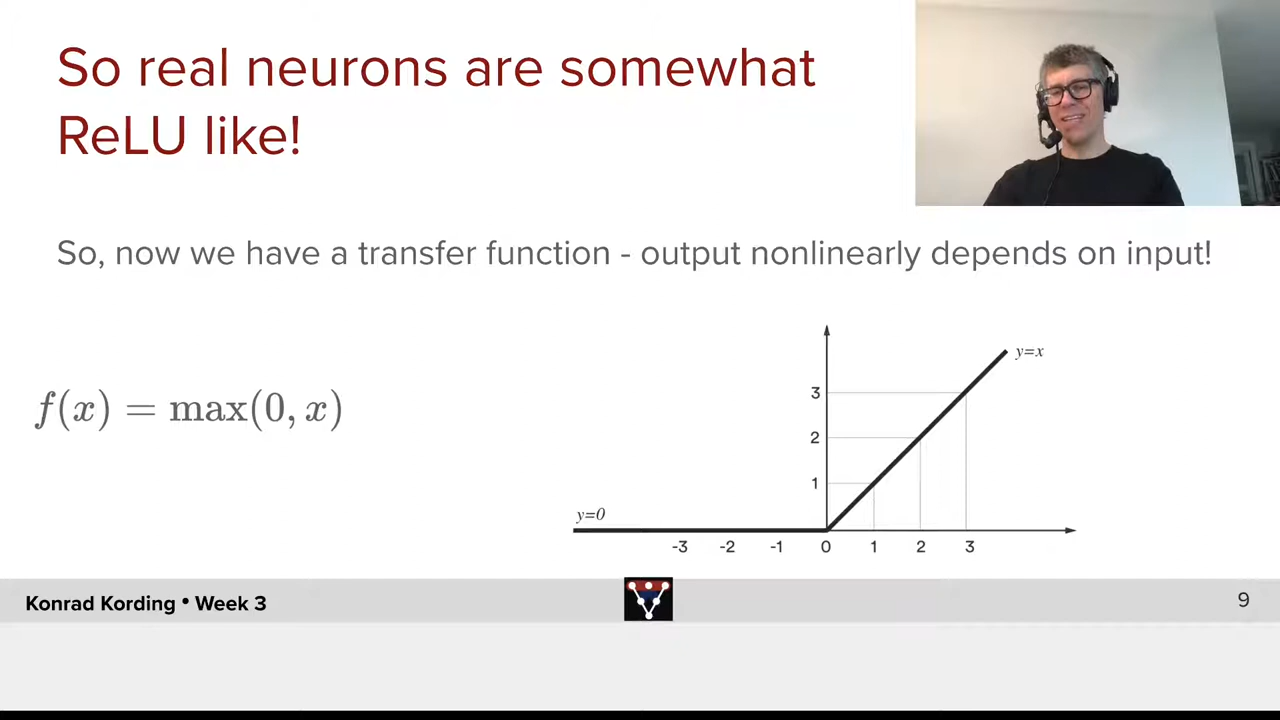 So real neurons are somewhat
ReLU like!
So, now we have a transfer function - output nonlinearly depends on input!
f(x) = max(0, x)
y=x
3
2
1
y=0
-3 -2 -1 0 1 2 3
Konrad Kording • Week 3
9